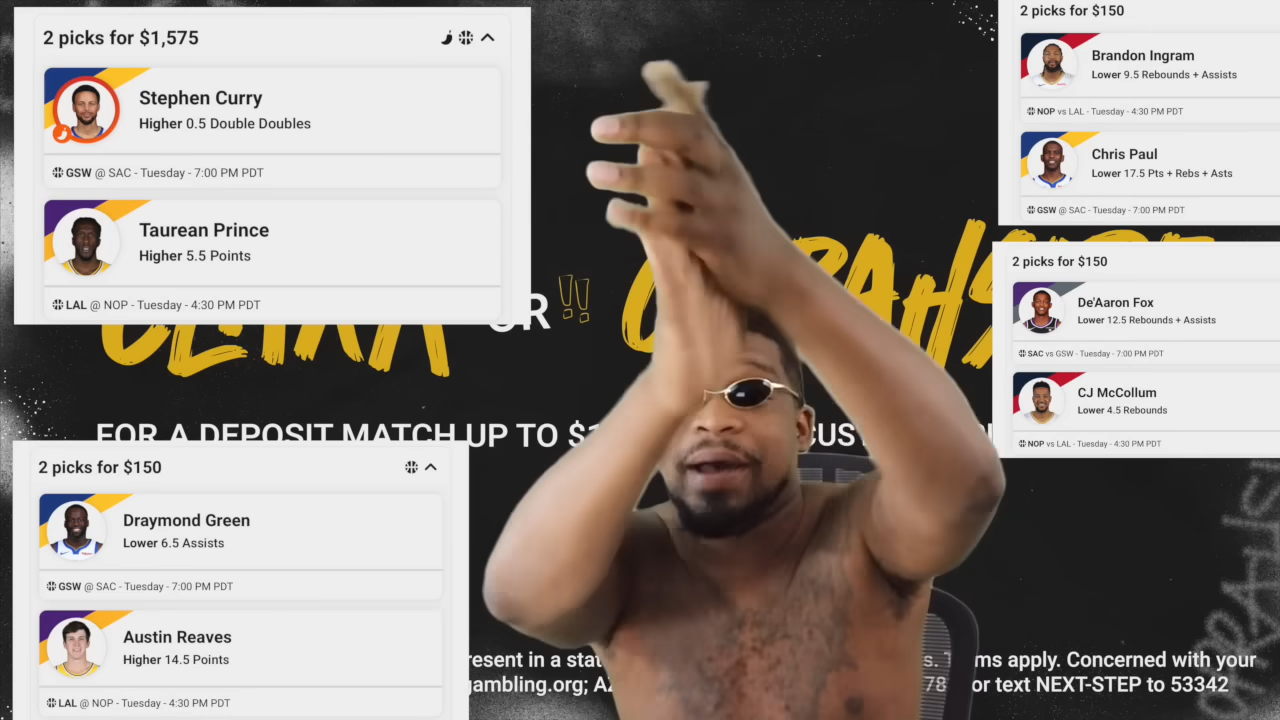 2 picks for $1,575
Stephen Curry
Higher 0.5 Double Doubles
GSW @ SAC - Tuesday - 7:00 PM PDT
Taurean Prince
Higher 5.5 Points
LAL @ NOP - Tuesday - 4:30 PM PDT
2 picks for $150
Brandon Ingram
Lower 9.5 Rebounds + Assists
NOP vs LAL - Tuesday - 4:30 PM PDT
Chris Paul
Lower 17.5 Pts + Rebs + Asts
GSW @ SAC - Tuesday - 7:00 PM PDT
2 picks for $150
De'Aaron Fox
Lower 12.5 Rebounds + Assists
SAC vs GSW - Tuesday - 7:00 PM PDT
CJ McCollum
Lower 4.5 Rebounds
NOP vs LAL - Tuesday - 4:30 PM PDT
OR !!
FOR A DEPOSIT MATCH UP TO $1
2 picks for $150
Draymond Green
Lower 6.5 Assists
GSW @ SAC - Tuesday - 7:00 PM PDT
Austin Reaves
Higher 14.5 Points
LAL @ NOP - Tuesday - 4:30 PM PDT
resent in a stat s. ms apply. Concerned with your
gambling.org; AZ 78 or text NEXT-STEP to 53342